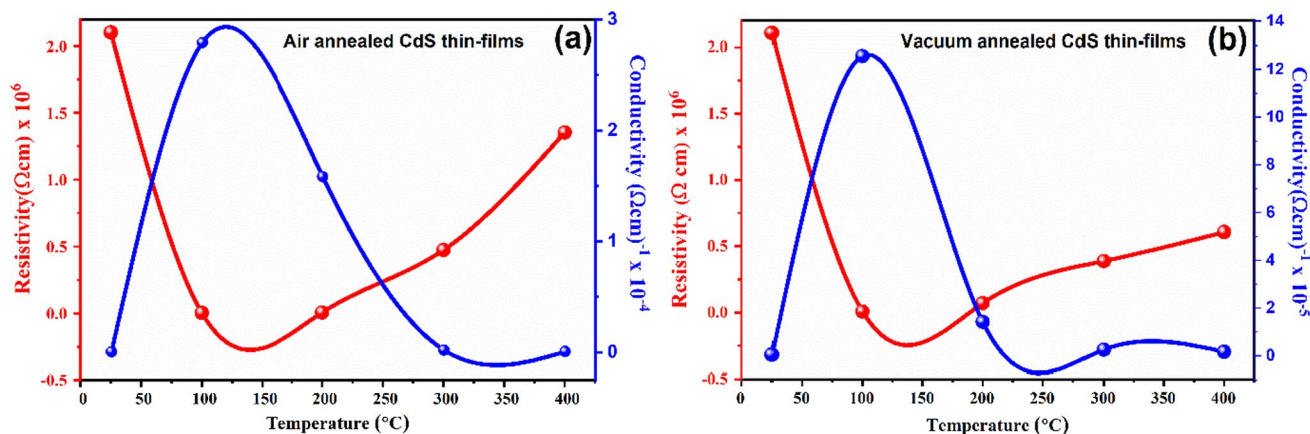 Air annealed CdS thin-films
(a)
Resistivity(Ωcm) x 10⁶
2.0
1.5
1.0
0.5
0.0
-0.5
Conductivity (Ωcm)⁻¹ x 10⁻⁴
3
2
1
0
0 50 100 150 200 250 300 350 400
Temperature (°C)
Vacuum annealed CdS thin-films
(b)
Resistivity (Ω cm) x 10⁶
2.0
1.5
1.0
0.5
0.0
-0.5
Conductivity(Ωcm)⁻¹ x 10⁻⁵
14
12
10
8
6
4
2
0
0 50 100 150 200 250 300 350 400
Temperature (°C)